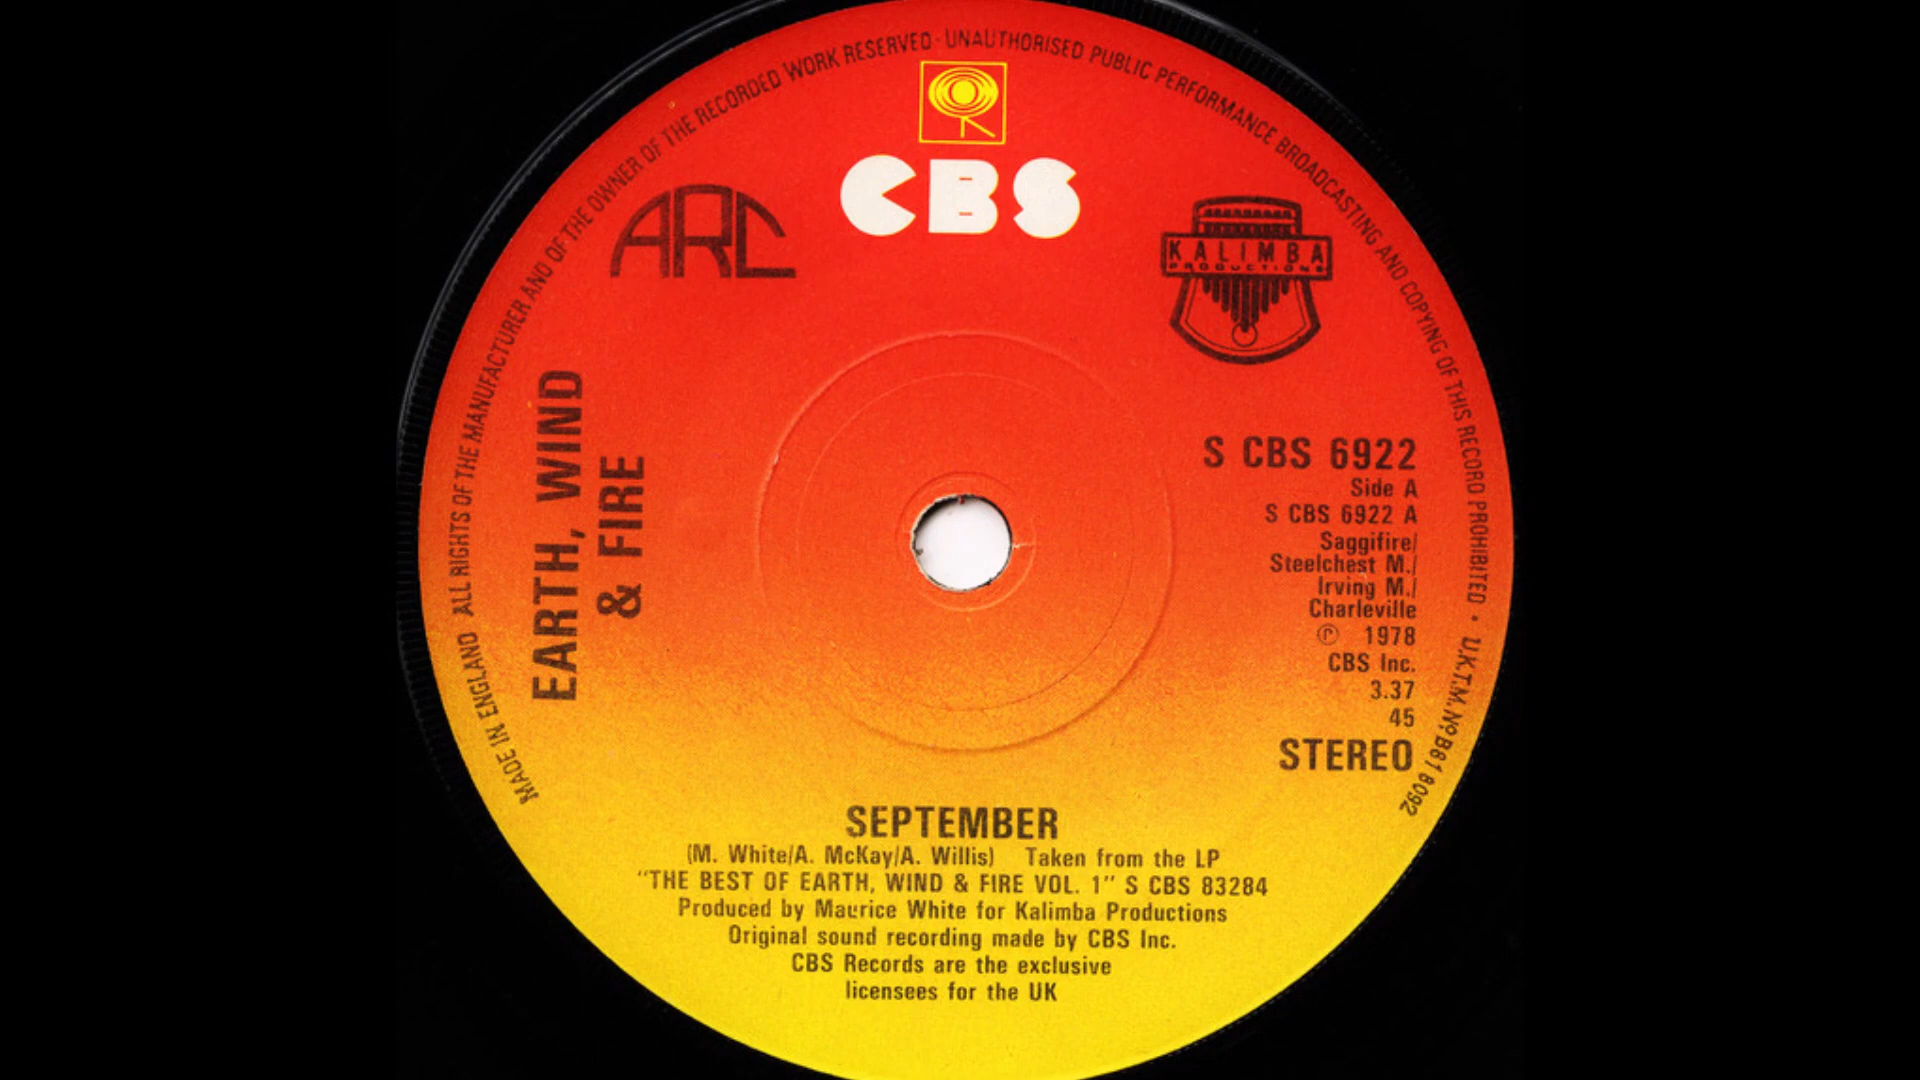 MADE IN ENGLAND ALL RIGHTS OF THE MANUFACTURER AND OF THE OWNER OF THE RECORDED WORK RESERVED · UNAUTHORISED PUBLIC PERFORMANCE BROADCASTING AND COPYING OF THIS RECORD PROHIBITED · U.K.T.M. Nº B818092
CBS
ARC
KALIMBA
PRODUCTIONS
EARTH, WIND
& FIRE
S CBS 6922
Side A
S CBS 6922 A
Saggifire/
Steelchest M./
Irving M./
Charleville
℗ 1978
CBS Inc.
3.37
45
STEREO
SEPTEMBER
(M. White/A. McKay/A. Willis) Taken from the LP
"THE BEST OF EARTH, WIND & FIRE VOL. 1" S CBS 83284
Produced by Maurice White for Kalimba Productions
Original sound recording made by CBS Inc.
CBS Records are the exclusive
licensees for the UK